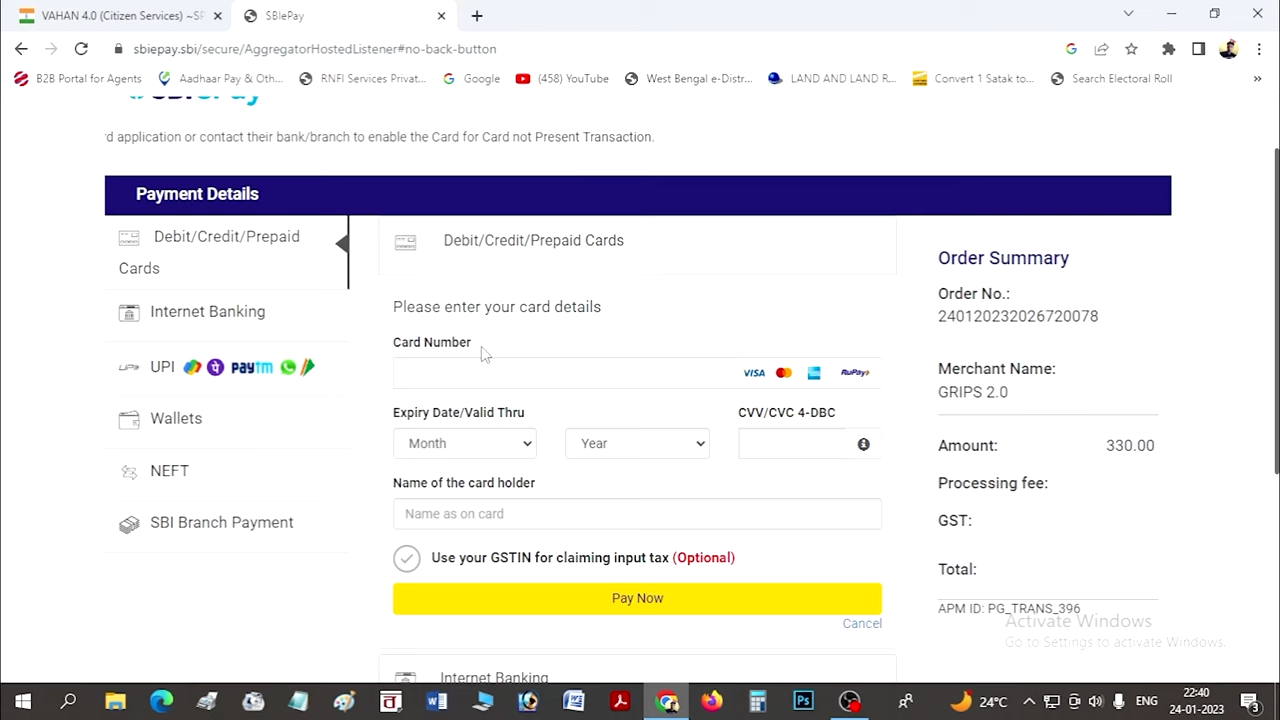 VAHAN 4.0 (Citizen Services) ~SP
SBIePay
sbiepay.sbi/secure/AggregatorHostedListener#no-back-button
B2B Portal for Agents
Aadhaar Pay & Oth...
RNFI Services Privat...
Google
(458) YouTube
West Bengal e-Distr...
LAND AND LAND R...
Convert 1 Satak to...
Search Electoral Roll
»
d application or contact their bank/branch to enable the Card for Card not Present Transaction.
Payment Details
Debit/Credit/Prepaid
Cards
Internet Banking
UPI
paytm
Wallets
NEFT
SBI Branch Payment
Debit/Credit/Prepaid Cards
Please enter your card details
Card Number
VISA
RuPay
Expiry Date/Valid Thru
CVV/CVC 4-DBC
Month
Year
Name of the card holder
Name as on card
Use your GSTIN for claiming input tax (Optional)
Pay Now
Cancel
Internet Banking
Order Summary
Order No.:
240120232026720078
Merchant Name:
GRIPS 2.0
Amount: 330.00
Processing fee:
GST:
Total:
APM ID: PG_TRANS_396
Activate Windows
Go to Settings to activate Windows.
24°C
ENG
22:40
24-01-2023
3